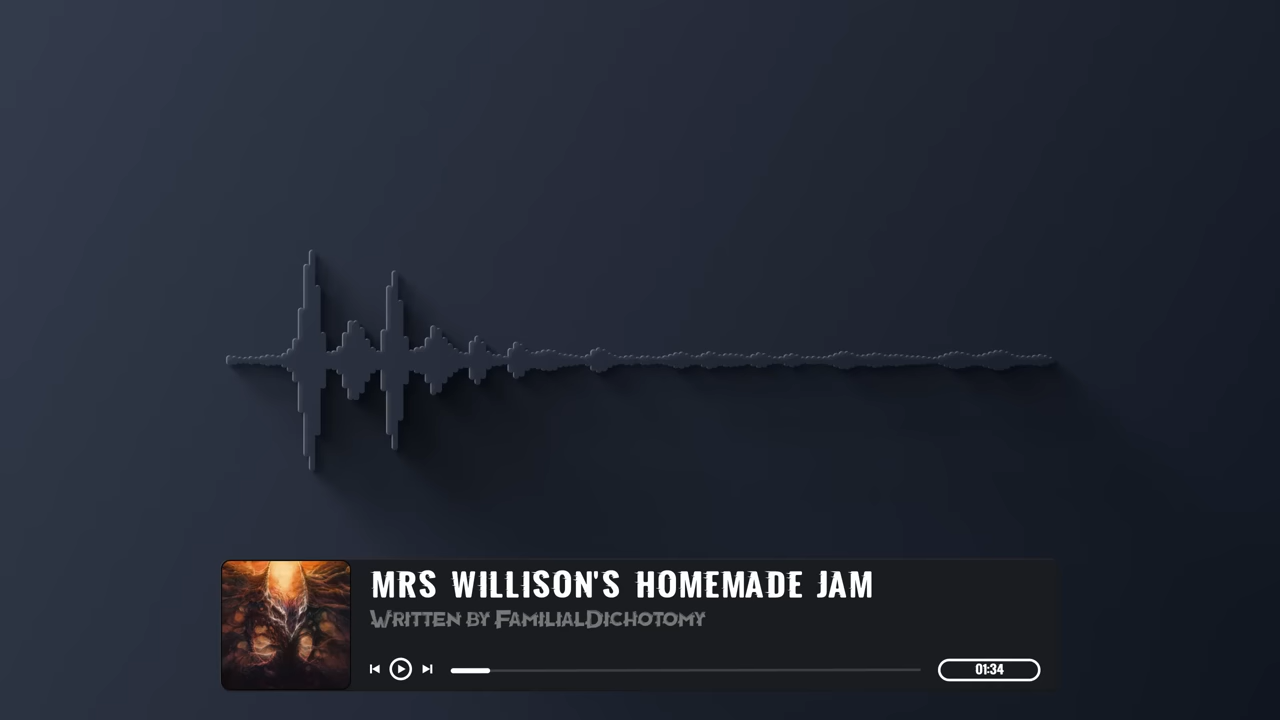 MRS WILLISON'S HOMEMADE JAM
WRITTEN BY FAMILIALDICHOTOMY
01:34